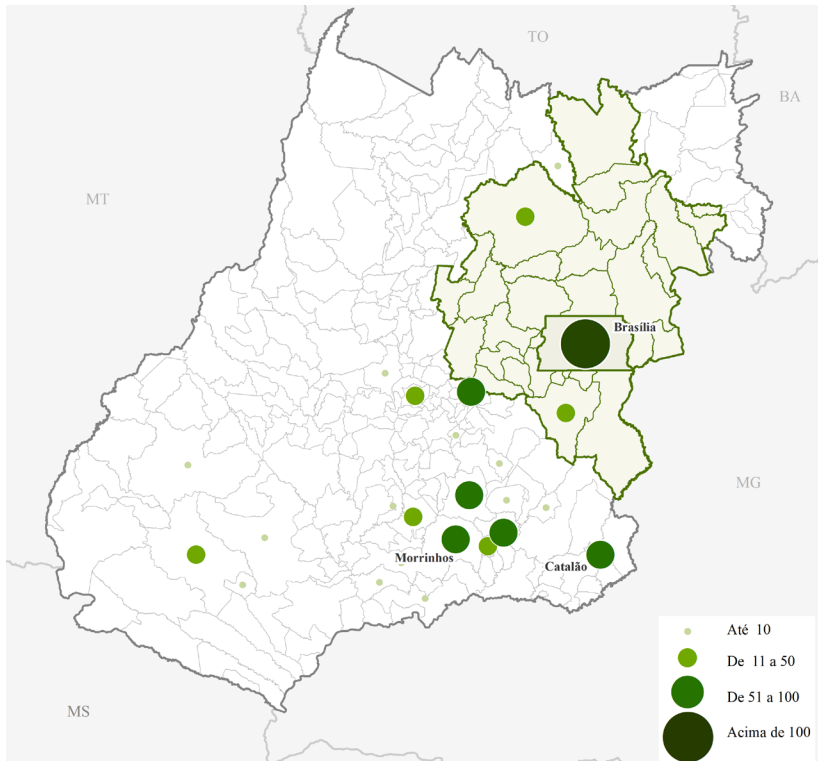 TO
BA
MT
Brasília
MG
Morrinhos
Catalão
MS
Até 10
De 11 a 50
De 51 a 100
Acima de 100